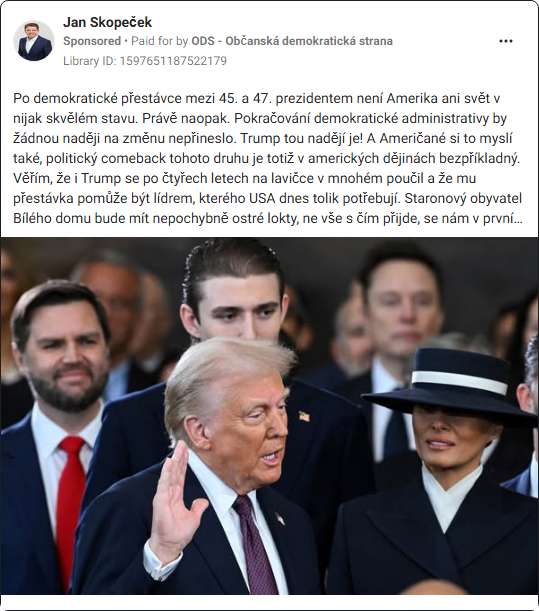 Jan Skopeček
Sponsored • Paid for by ODS - Občanská demokratická strana
Library ID: 1597651187522179
Po demokratické přestávce mezi 45. a 47. prezidentem není Amerika ani svět v
nijak skvělém stavu. Právě naopak. Pokračování demokratické administrativy by
žádnou naději na změnu nepřineslo. Trump tou nadějí je! A Američané si to myslí
také, politický comeback tohoto druhu je totiž v amerických dějinách bezpříkladný.
Věřím, že i Trump se po čtyřech letech na lavičce v mnohém poučil a že mu
přestávka pomůže být lídrem, kterého USA dnes tolik potřebují. Staronový obyvatel
Bílého domu bude mít nepochybně ostré lokty, ne vše s čím přijde, se nám v první...